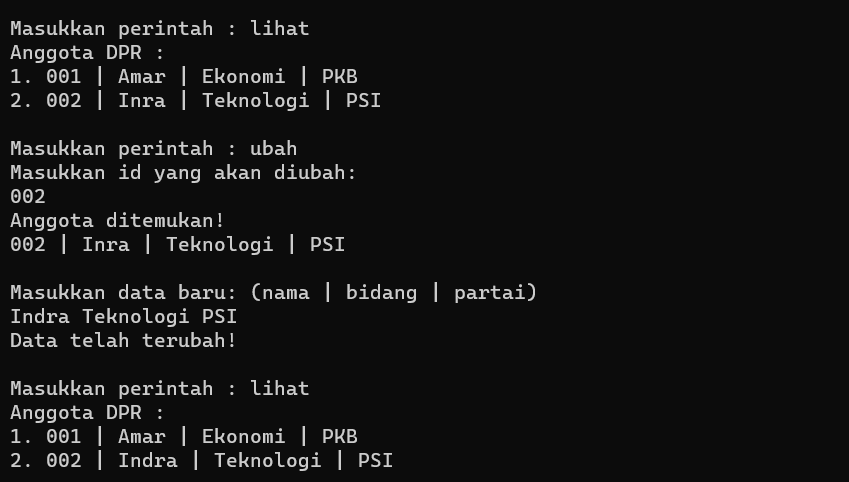 Masukkan perintah : lihat
Anggota DPR :
1. 001 | Amar | Ekonomi | PKB
2. 002 | Inra | Teknologi | PSI
Masukkan perintah : ubah
Masukkan id yang akan diubah:
002
Anggota ditemukan!
002 | Inra | Teknologi | PSI
Masukkan data baru: (nama | bidang | partai)
Indra Teknologi PSI
Data telah terubah!
Masukkan perintah : lihat
Anggota DPR :
1. 001 | Amar | Ekonomi | PKB
2. 002 | Indra | Teknologi | PSI